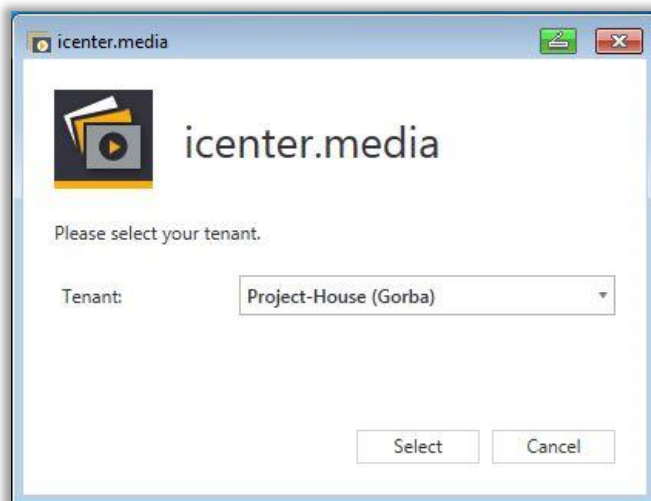 icenter.media
icenter.media
Please select your tenant.
Tenant: Project-House (Gorba)
Select Cancel